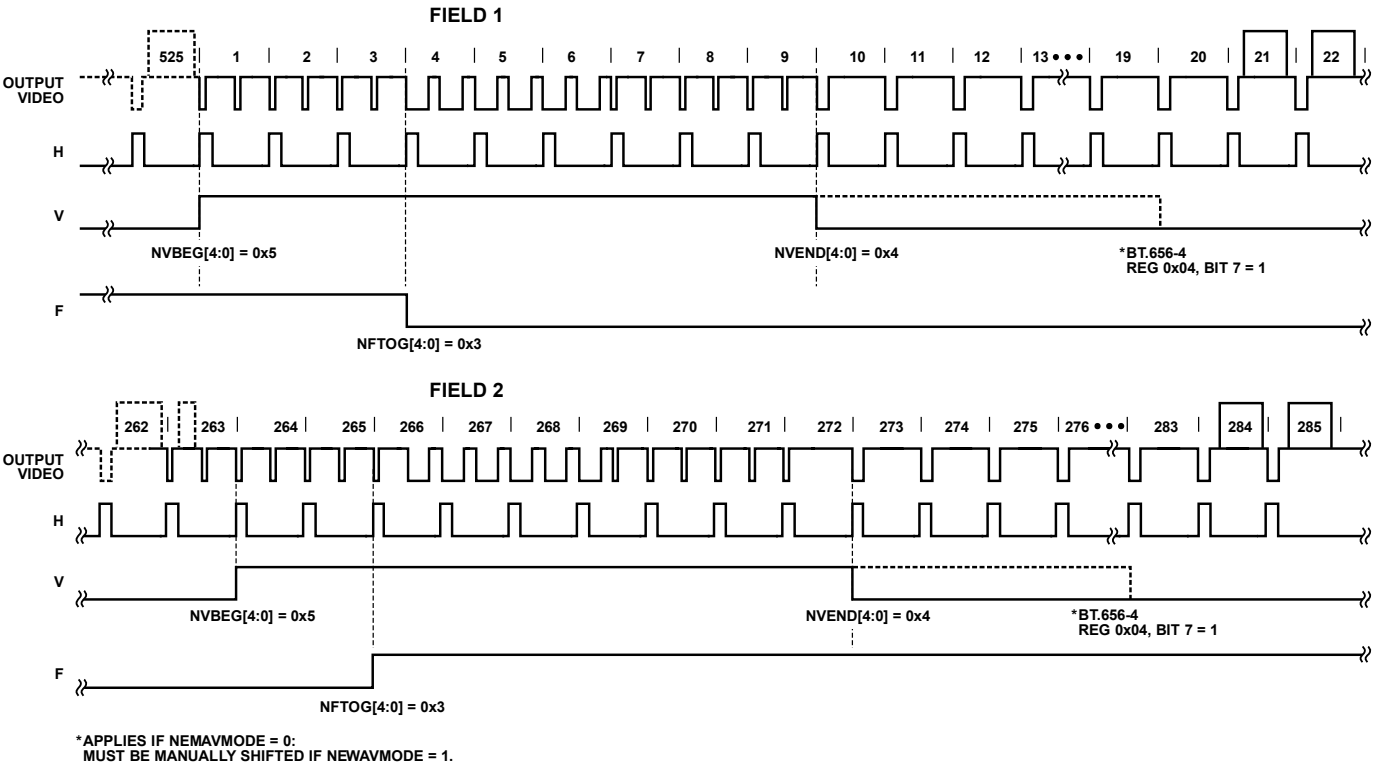 FIELD 1
525 1 2 3 4 5 6 7 8 9 10 11 12 13 ••• 19 20 21 22
OUTPUT
VIDEO
H
V
NVBEG[4:0] = 0x5 NVEND[4:0] = 0x4 *BT.656-4
REG 0x04, BIT 7 = 1
F
NFTOG[4:0] = 0x3
FIELD 2
262 263 264 265 266 267 268 269 270 271 272 273 274 275 276 ••• 283 284 285
OUTPUT
VIDEO
H
V
NVBEG[4:0] = 0x5 NVEND[4:0] = 0x4 *BT.656-4
REG 0x04, BIT 7 = 1
F
NFTOG[4:0] = 0x3
*APPLIES IF NEMAVMODE = 0:
MUST BE MANUALLY SHIFTED IF NEWAVMODE = 1.